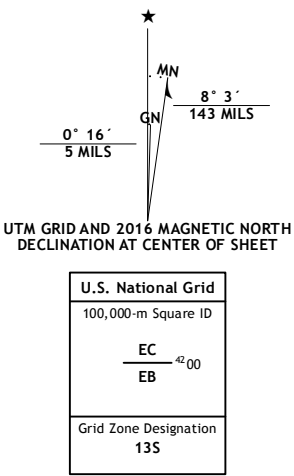 ★
MN
GN
8° 3´
143 MILS
0° 16´
5 MILS
UTM GRID AND 2016 MAGNETIC NORTH
DECLINATION AT CENTER OF SHEET
U.S. National Grid
100,000-m Square ID
EC
4200
EB
Grid Zone Designation
13S